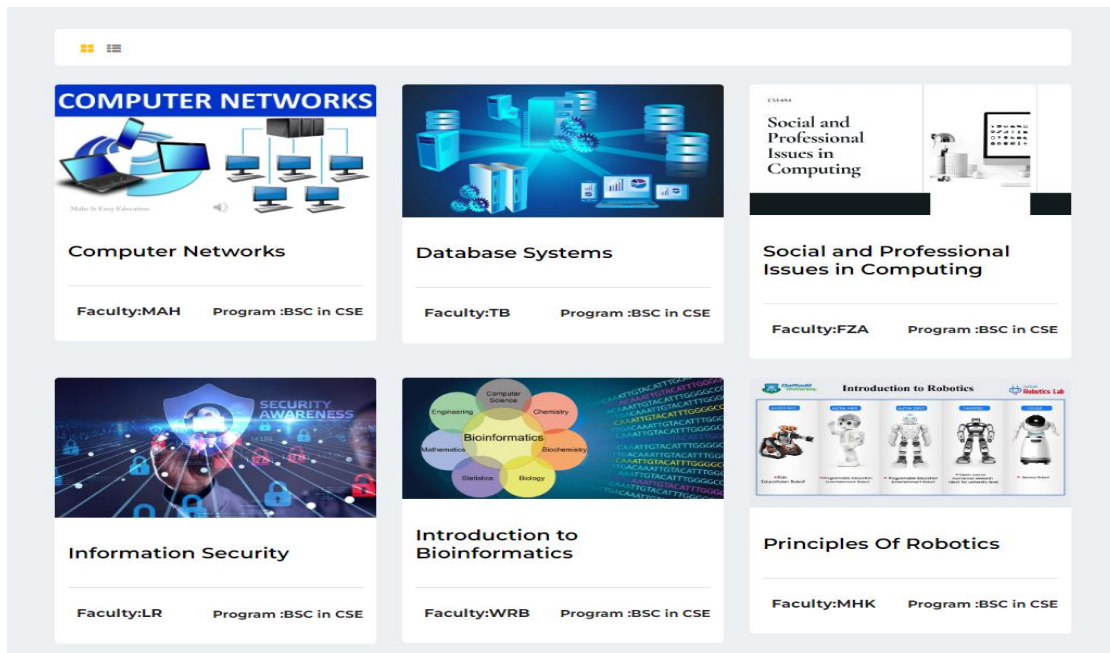 COMPUTER NETWORKS
Make It Easy Education
Computer Networks
Faculty:MAH Program :BSC in CSE
Database Systems
Faculty:TB Program :BSC in CSE
CSE494
Social and
Professional
Issues in
Computing
Social and Professional
Issues in Computing
Faculty:FZA Program :BSC in CSE
SECURITY
AWARENESS
Information Security
Faculty:LR Program :BSC in CSE
Computer
Science
Engineering
Chemistry
Bioinformatics
Mathematics
Biochemistry
Statistics
Biology
Introduction to
Bioinformatics
Faculty:WRB Program :BSC in CSE
Introduction to Robotics
Robotics Lab
Principles Of Robotics
Faculty:MHK Program :BSC in CSE